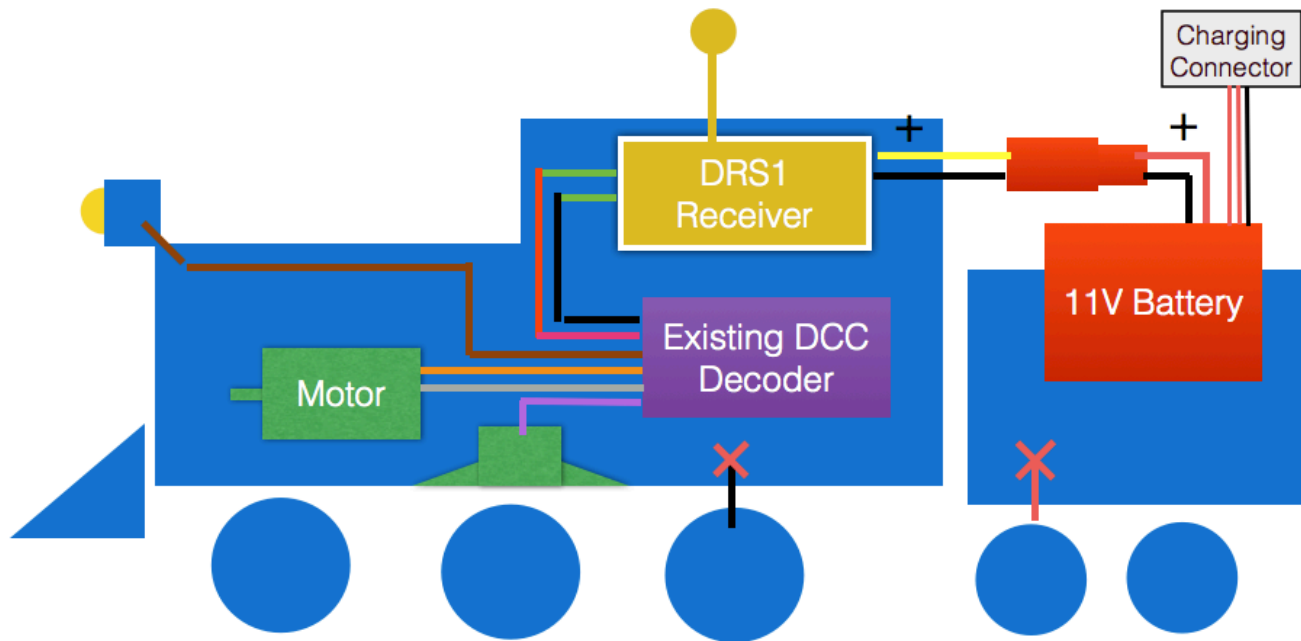 Charging
Connector
+
+
DRS1
Receiver
11V Battery
Existing DCC
Decoder
Motor